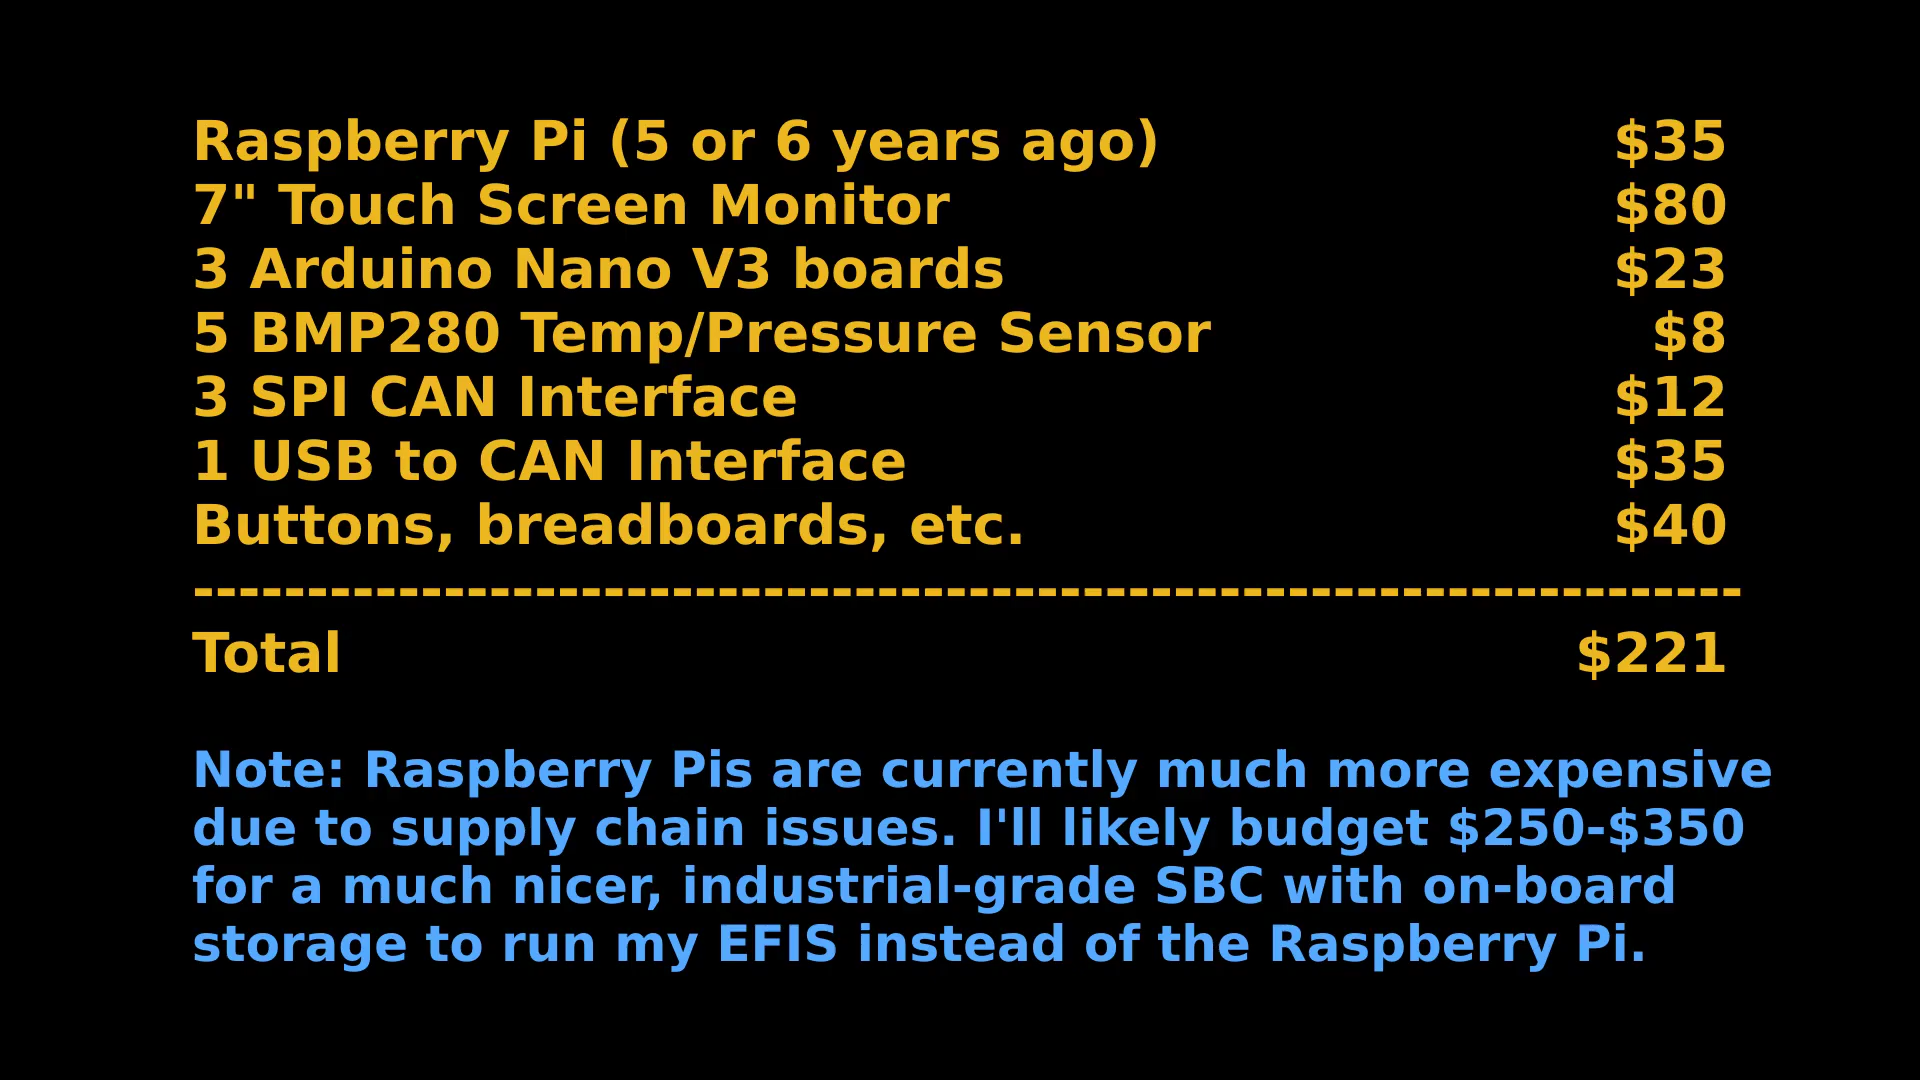 Raspberry Pi (5 or 6 years ago) $35
7" Touch Screen Monitor $80
3 Arduino Nano V3 boards $23
5 BMP280 Temp/Pressure Sensor $8
3 SPI CAN Interface $12
1 USB to CAN Interface $35
Buttons, breadboards, etc. $40
--------------------------------------------------------------------
Total $221
Note: Raspberry Pis are currently much more expensive
due to supply chain issues. I'll likely budget $250-$350
for a much nicer, industrial-grade SBC with on-board
storage to run my EFIS instead of the Raspberry Pi.